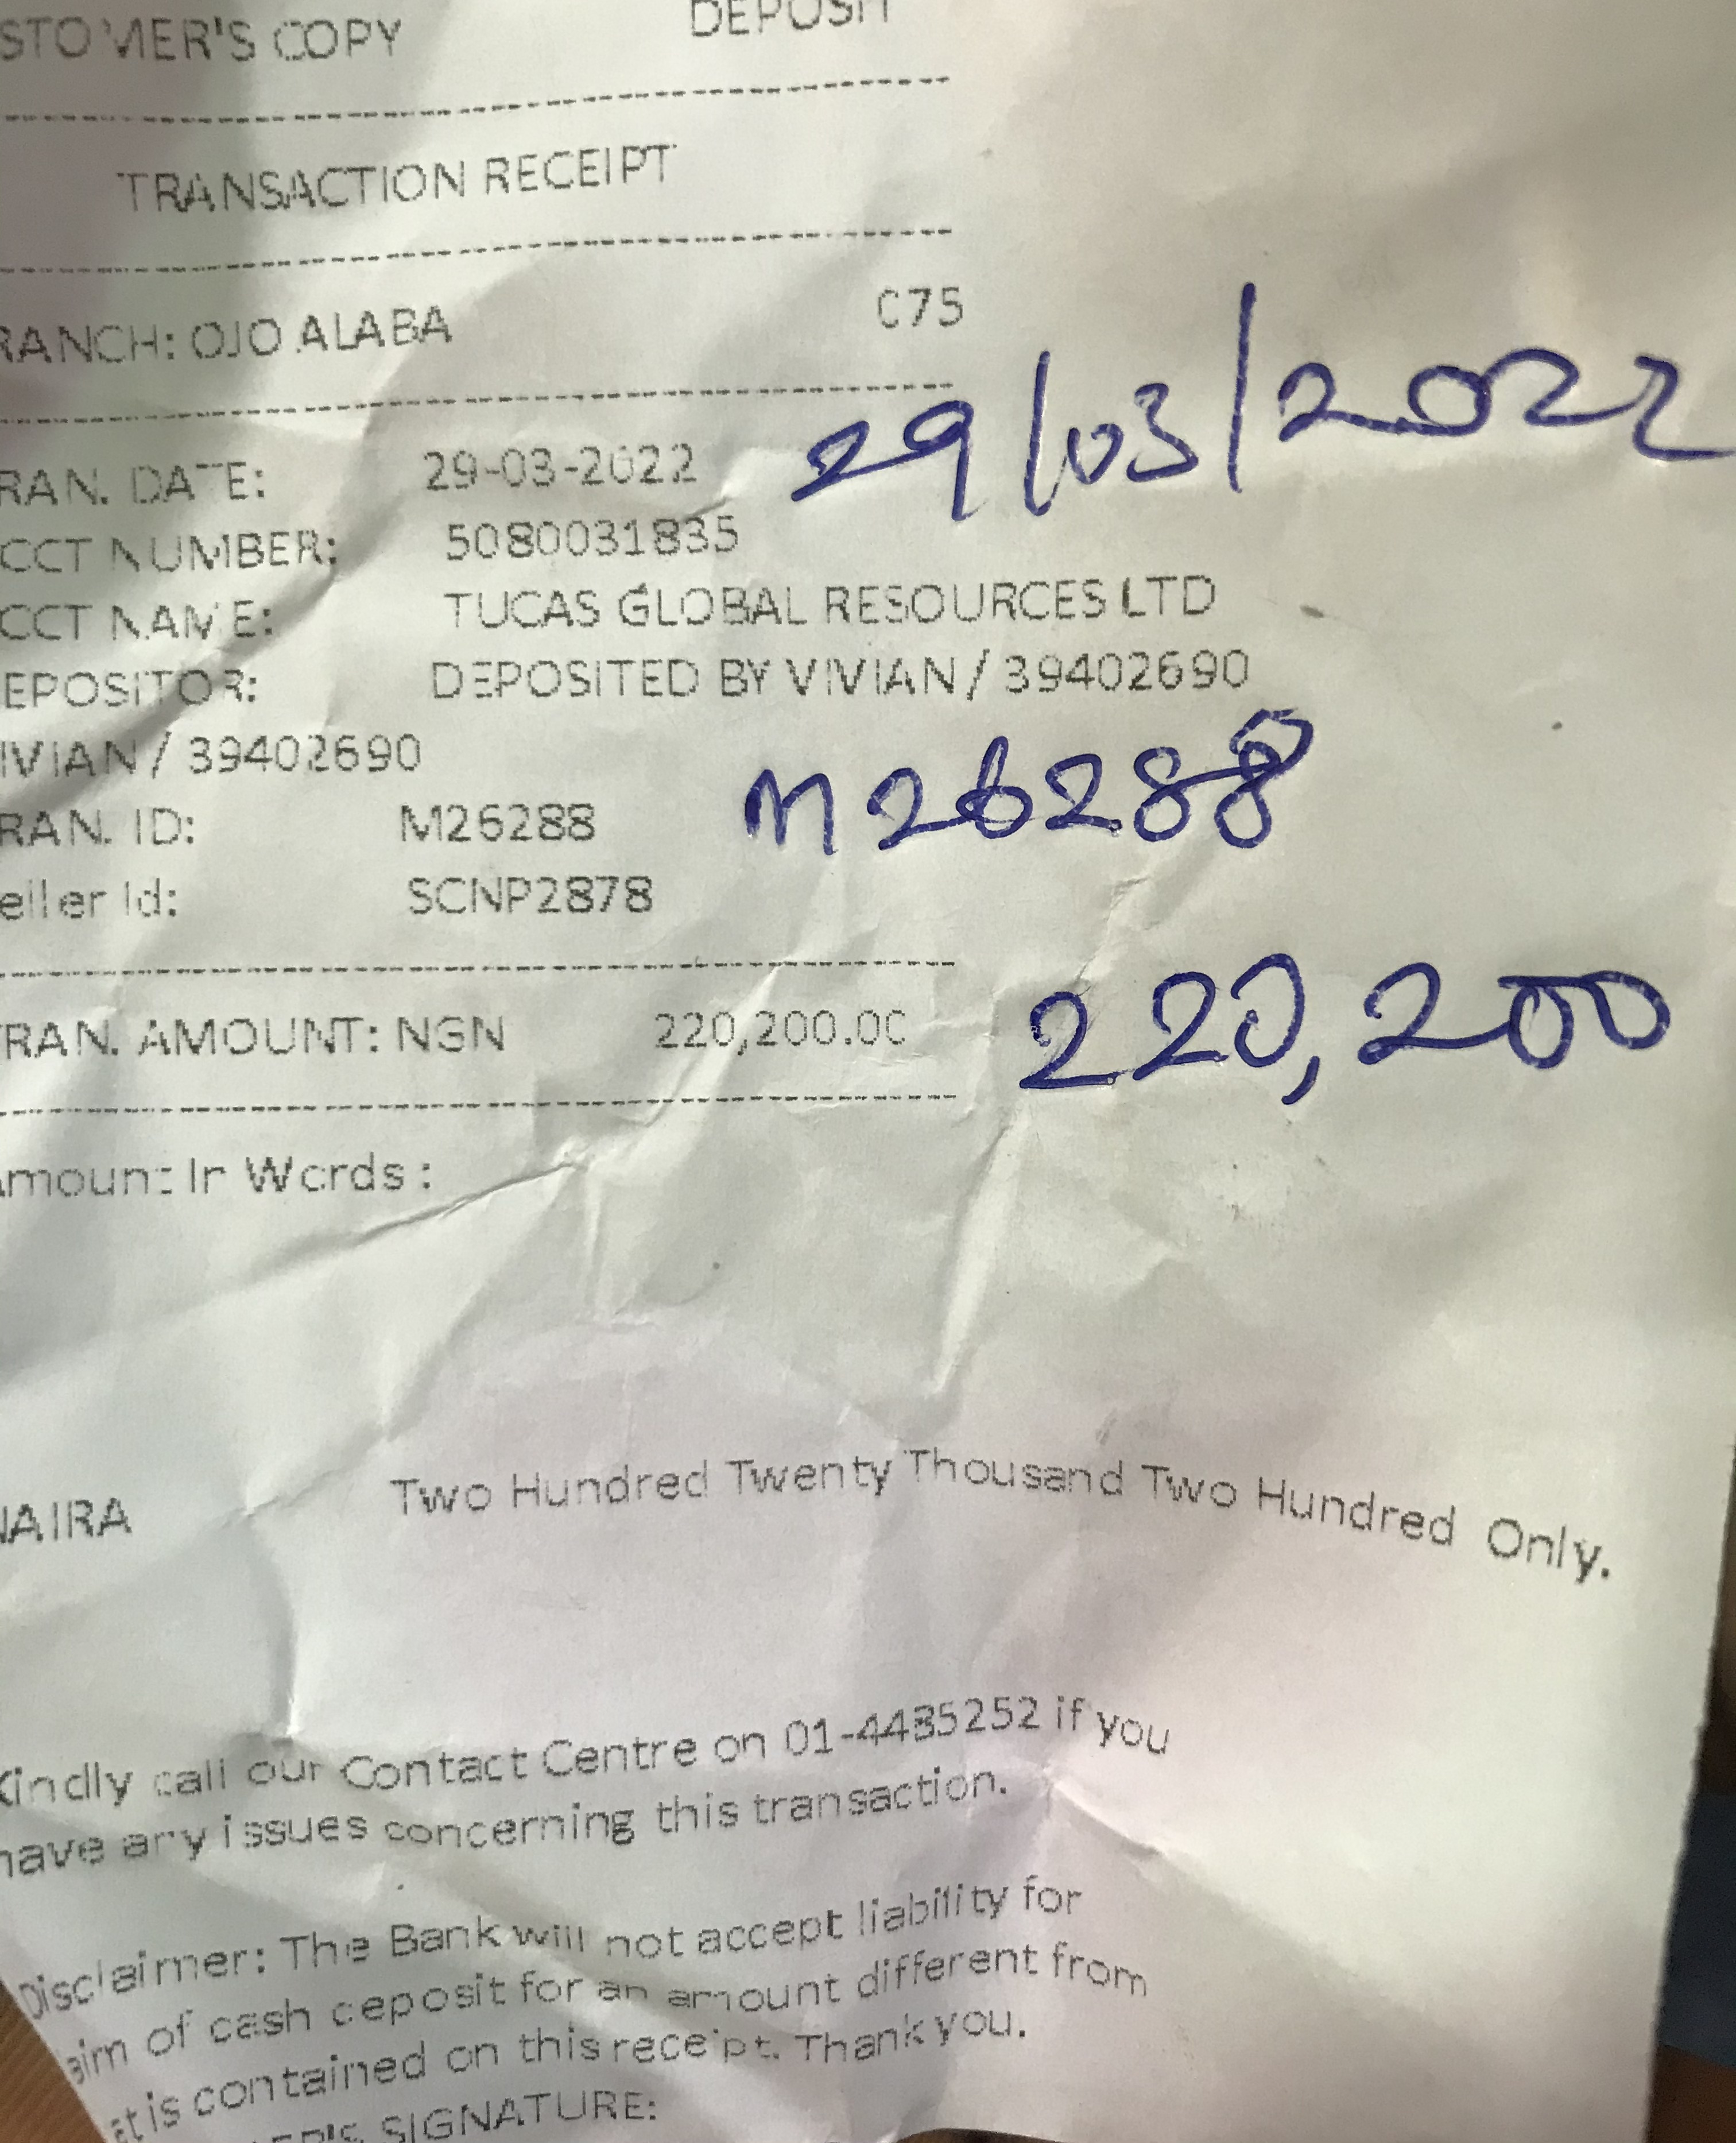 STOMER'S COPY DEPOSIT
TRANSACTION RECEIPT
RANCH: OJO ALABA C75
RAN. DATE: 29-03-2022 29/03/2022
CCT NUMBER: 5080031835
CCT NAME: TUCAS GLOBAL RESOURCES LTD
EPOSITOR: DEPOSITED BY VIVIAN / 39402690
IVIAN / 39402690
RAN. ID: M26288 M26288
eller Id: SCNP2878
RAN. AMOUNT: NGN 220,200.00 220,200
mount In Words :
NAIRA Two Hundred Twenty Thousand Two Hundred Only.
Kindly call our Contact Centre on 01-4485252 if you
have any issues concerning this transaction.
Disclaimer: The Bank will not accept liability for
aim of cash deposit for an amount different from
at is contained on this receipt. Thank you.
ER'S SIGNATURE: